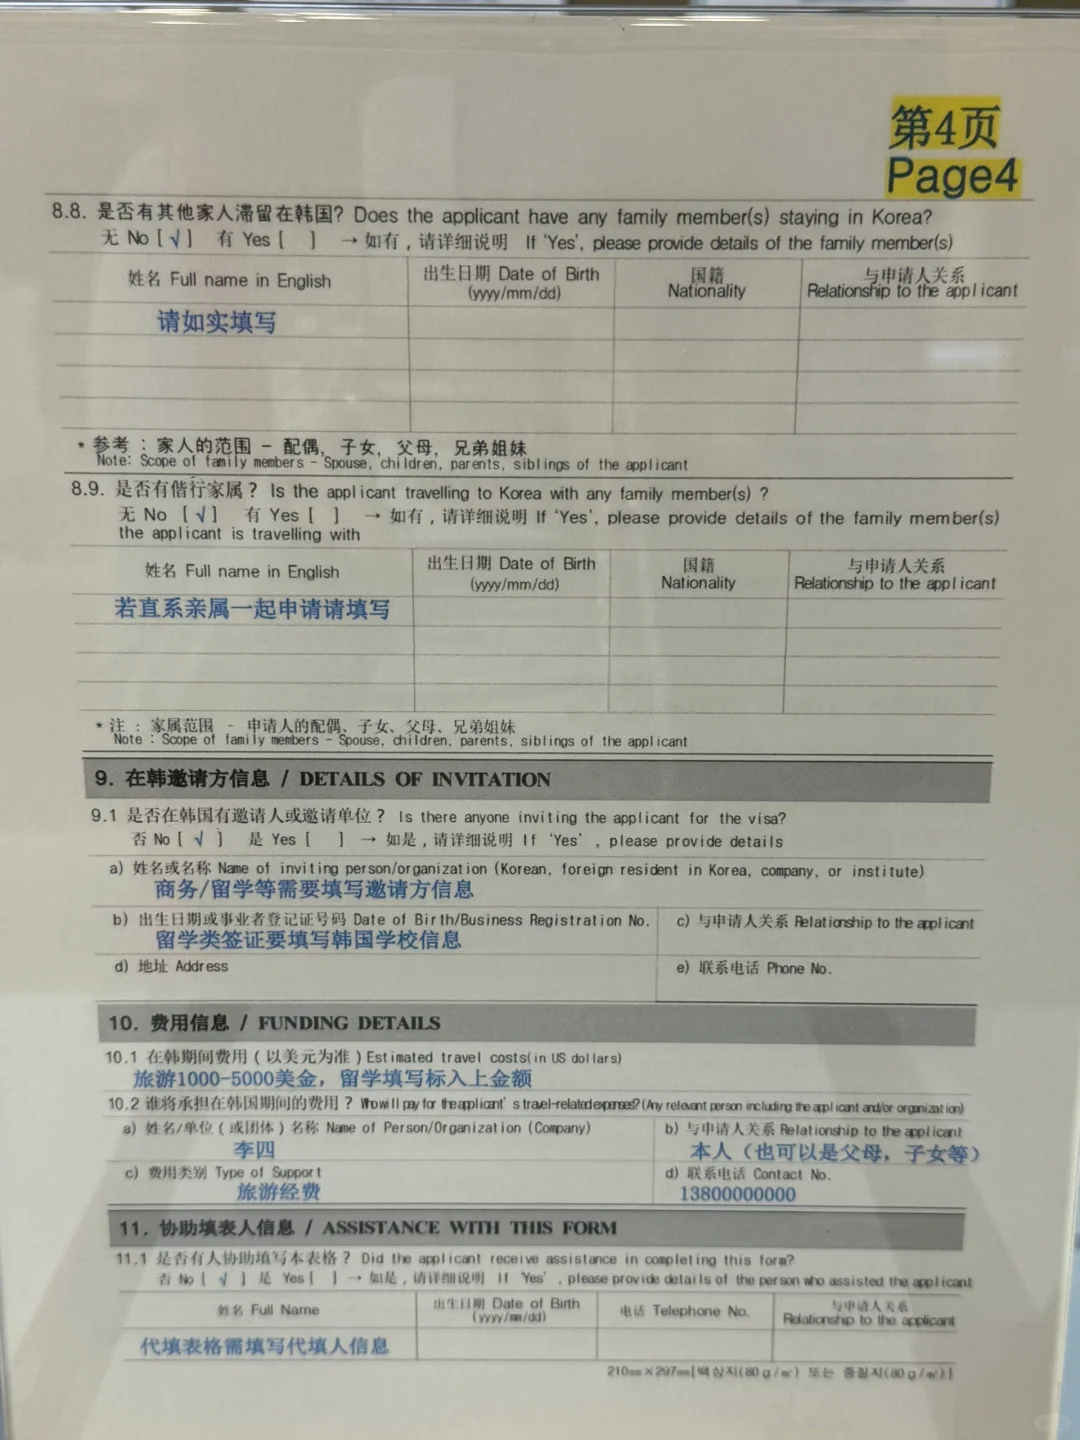 第4页
Page4
8.8. 是否有其他家人滞留在韩国? Does the applicant have any family member(s) staying in Korea?
无 No [ √ ] 有 Yes [ ] → 如有 , 请详细说明 If 'Yes', please provide details of the family member(s)
姓名 Full name in English
出生日期 Date of Birth
(yyyy/mm/dd)
国籍
Nationality
与申请人关系
Relationship to the applicant
请如实填写
* 参考 : 家人的范围 - 配偶, 子女, 父母, 兄弟姐妹
Note: Scope of family members - Spouse, children, parents, siblings of the applicant
8.9. 是否有偕行家属 ? Is the applicant travelling to Korea with any family member(s) ?
无 No [ √ ] 有 Yes [ ] → 如有 , 请详细说明 If 'Yes', please provide details of the family member(s)
the applicant is travelling with
姓名 Full name in English
出生日期 Date of Birth
(yyyy/mm/dd)
国籍
Nationality
与申请人关系
Relationship to the applicant
若直系亲属一起申请请填写
* 注 : 家属范围 - 申请人的配偶、子女、父母、兄弟姐妹
Note : Scope of family members - Spouse, children, parents, siblings of the applicant
9. 在韩邀请方信息 / DETAILS OF INVITATION
9.1 是否在韩国有邀请人或邀请单位 ? Is there anyone inviting the applicant for the visa?
否 No [ √ ] 是 Yes [ ] → 如是 , 请详细说明 If 'Yes' , please provide details
a) 姓名或名称 Name of inviting person/organization (Korean, foreign resident in Korea, company, or institute)
商务/留学等需要填写邀请方信息
b) 出生日期或事业者登记证号码 Date of Birth/Business Registration No.
c) 与申请人关系 Relationship to the applicant
留学类签证要填写韩国学校信息
d) 地址 Address
e) 联系电话 Phone No.
10. 费用信息 / FUNDING DETAILS
10.1 在韩期间费用 ( 以美元为准 ) Estimated travel costs(in US dollars)
旅游1000-5000美金，留学填写标入上金额
10.2 谁将承担在韩国期间的费用 ? Who will pay for the applicant' s travel-related expenses? (Any relevant person including the applicant and/or organization)
a) 姓名/单位 ( 或团体 ) 名称 Name of Person/Organization (Company)
b) 与申请人关系 Relationship to the applicant
李四
本人（也可以是父母，子女等）
c) 费用类别 Type of Support
d) 联系电话 Contact No.
旅游经费
13800000000
11. 协助填表人信息 / ASSISTANCE WITH THIS FORM
11.1 是否有人协助填写本表格 ? Did the applicant receive assistance in completing this form?
否 No [ √ ] 是 Yes [ ] → 如是 , 请详细说明 If 'Yes' , please provide details of the person who assisted the applicant
姓名 Full Name
出生日期 Date of Birth
(yyyy/mm/dd)
电话 Telephone No.
与申请人关系
Relationship to the applicant
代填表格需填写代填人信息
210㎜×297㎜[백상지(80ｇ/㎡) 또는 중질지(80ｇ/㎡)]